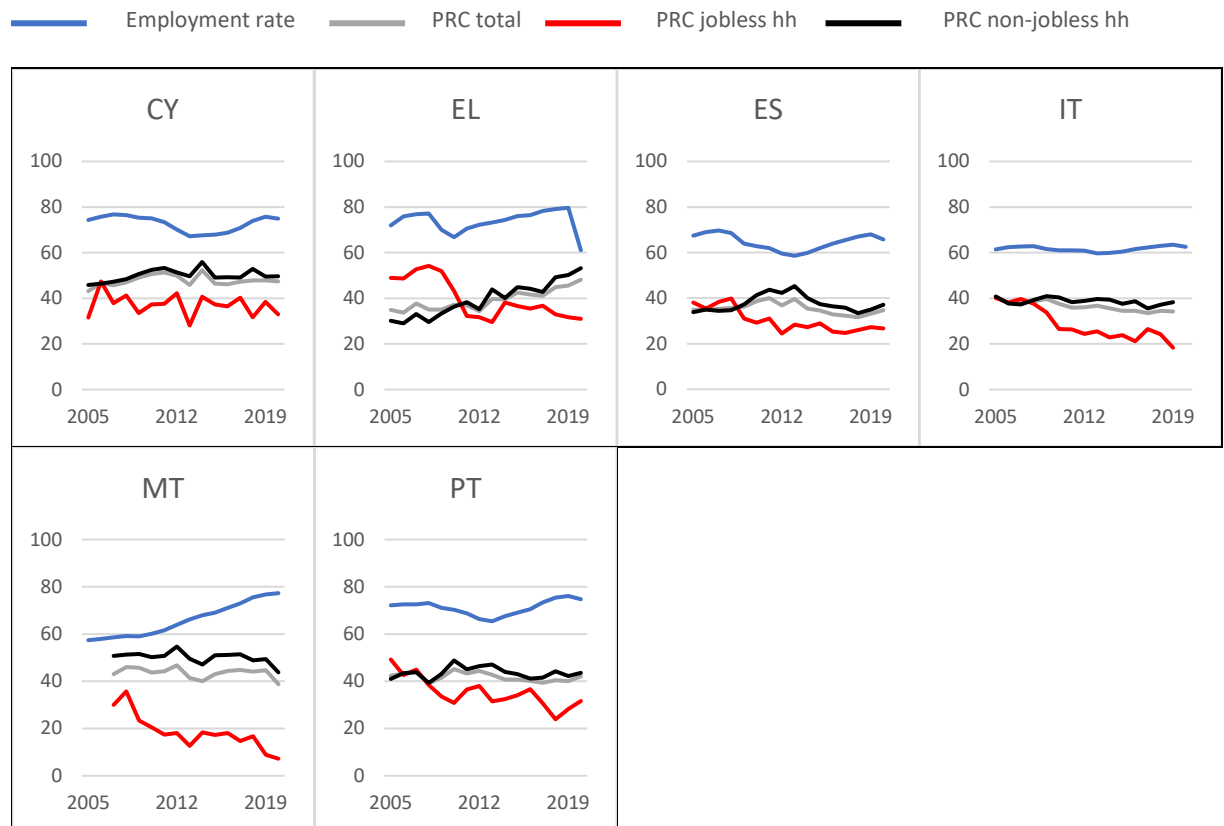 Employment rate PRC total PRC jobless hh PRC non-jobless hh
CY EL ES IT
100 100 100 100
80 80 80 80
60 60 60 60
40 40 40 40
20 20 20 20
0 0 0 0
2005 2012 2019 2005 2012 2019 2005 2012 2019 2005 2012 2019
MT PT
100 100
80 80
60 60
40 40
20 20
0 0
2005 2012 2019 2005 2012 2019